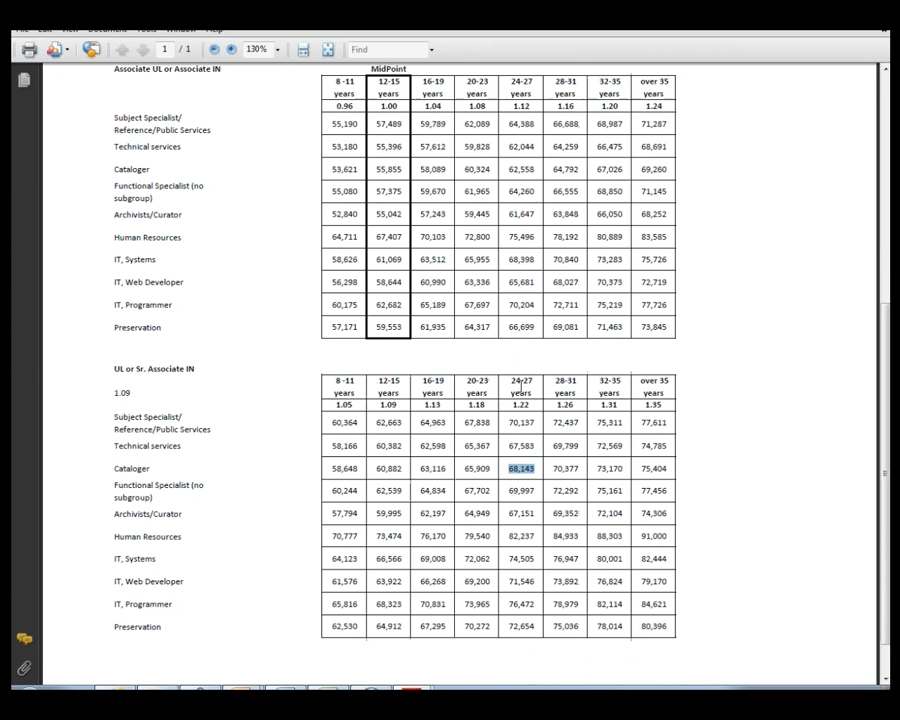 File Edit View Document Tools Window Help
1 / 1 130% Find
Associate UL or Associate IN MidPoint
8 -11 12-15 16-19 20-23 24-27 28-31 32-35 over 35
years years years years years years years years
0.96 1.00 1.04 1.08 1.12 1.16 1.20 1.24
Subject Specialist/
Reference/Public Services 55,190 57,489 59,789 62,089 64,388 66,688 68,987 71,287
Technical services 53,180 55,396 57,612 59,828 62,044 64,259 66,475 68,691
Cataloger 53,621 55,855 58,089 60,324 62,558 64,792 67,026 69,260
Functional Specialist (no
subgroup) 55,080 57,375 59,670 61,965 64,260 66,555 68,850 71,145
Archivists/Curator 52,840 55,042 57,243 59,445 61,647 63,848 66,050 68,252
Human Resources 64,711 67,407 70,103 72,800 75,496 78,192 80,889 83,585
IT, Systems 58,626 61,069 63,512 65,955 68,398 70,840 73,283 75,726
IT, Web Developer 56,298 58,644 60,990 63,336 65,681 68,027 70,373 72,719
IT, Programmer 60,175 62,682 65,189 67,697 70,204 72,711 75,219 77,726
Preservation 57,171 59,553 61,935 64,317 66,699 69,081 71,463 73,845
UL or Sr. Associate IN
8 -11 12-15 16-19 20-23 24-27 28-31 32-35 over 35
1.09 years years years years years years years years
1.05 1.09 1.13 1.18 1.22 1.26 1.31 1.35
Subject Specialist/
Reference/Public Services 60,364 62,663 64,963 67,838 70,137 72,437 75,311 77,611
Technical services 58,166 60,382 62,598 65,367 67,583 69,799 72,569 74,785
Cataloger 58,648 60,882 63,116 65,909 68,143 70,377 73,170 75,404
Functional Specialist (no
subgroup) 60,244 62,539 64,834 67,702 69,997 72,292 75,161 77,456
Archivists/Curator 57,794 59,995 62,197 64,949 67,151 69,352 72,104 74,306
Human Resources 70,777 73,474 76,170 79,540 82,237 84,933 88,303 91,000
IT, Systems 64,123 66,566 69,008 72,062 74,505 76,947 80,001 82,444
IT, Web Developer 61,576 63,922 66,268 69,200 71,546 73,892 76,824 79,170
IT, Programmer 65,816 68,323 70,831 73,965 76,472 78,979 82,114 84,621
Preservation 62,530 64,912 67,295 70,272 72,654 75,036 78,014 80,396